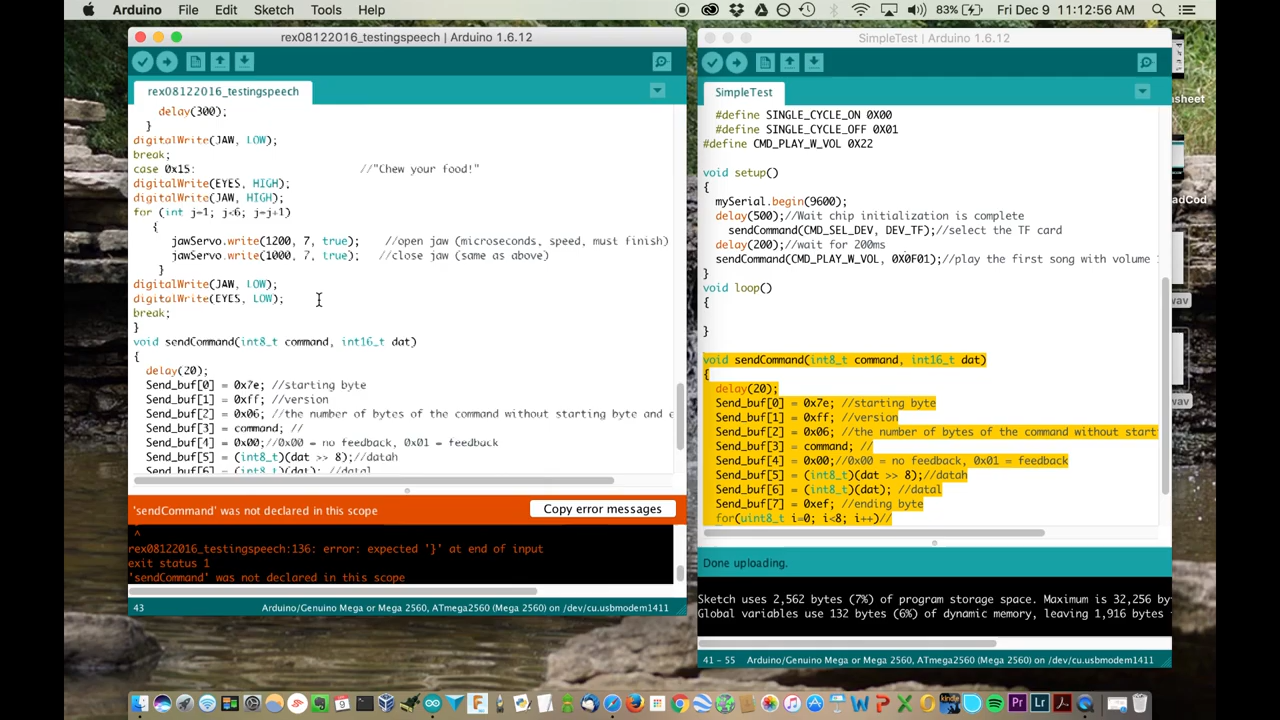 Arduino File Edit Sketch Tools Help 83% Fri Dec 9 11:12:56 AM
rex08122016_testingspeech | Arduino 1.6.12
rex08122016_testingspeech
delay(300);
}
digitalWrite(JAW, LOW);
break;
case 0x15: //"Chew your food!"
digitalWrite(EYES, HIGH);
digitalWrite(JAW, HIGH);
for (int j=1; j<6; j=j+1)
{
jawServo.write(1200, 7, true); //open jaw (microseconds, speed, must finish)
jawServo.write(1000, 7, true); //close jaw (same as above)
}
digitalWrite(JAW, LOW);
digitalWrite(EYES, LOW);
break;
}
void sendCommand(int8_t command, int16_t dat)
{
delay(20);
Send_buf[0] = 0x7e; //starting byte
Send_buf[1] = 0xff; //version
Send_buf[2] = 0x06; //the number of bytes of the command without starting byte and e
Send_buf[3] = command; //
Send_buf[4] = 0x00;//0x00 = no feedback, 0x01 = feedback
Send_buf[5] = (int8_t)(dat >> 8);//datah
Send_buf[6] = (int8_t)(dat); //datal
'sendCommand' was not declared in this scope
Copy error messages
^
rex08122016_testingspeech:136: error: expected '}' at end of input
exit status 1
'sendCommand' was not declared in this scope
43 Arduino/Genuino Mega or Mega 2560, ATmega2560 (Mega 2560) on /dev/cu.usbmodem1411
SimpleTest | Arduino 1.6.12
SimpleTest
#define SINGLE_CYCLE_ON 0X00
#define SINGLE_CYCLE_OFF 0X01
#define CMD_PLAY_W_VOL 0X22
void setup()
{
mySerial.begin(9600);
delay(500);//Wait chip initialization is complete
sendCommand(CMD_SEL_DEV, DEV_TF);//select the TF card
delay(200);//wait for 200ms
sendCommand(CMD_PLAY_W_VOL, 0X0F01);//play the first song with volume
}
void loop()
{
}
void sendCommand(int8_t command, int16_t dat)
{
delay(20);
Send_buf[0] = 0x7e; //starting byte
Send_buf[1] = 0xff; //version
Send_buf[2] = 0x06; //the number of bytes of the command without start
Send_buf[3] = command; //
Send_buf[4] = 0x00;//0x00 = no feedback, 0x01 = feedback
Send_buf[5] = (int8_t)(dat >> 8);//datah
Send_buf[6] = (int8_t)(dat); //datal
Send_buf[7] = 0xef; //ending byte
for(uint8_t i=0; i<8; i++)//
Done uploading.
Sketch uses 2,562 bytes (7%) of program storage space. Maximum is 32,256 by
Global variables use 132 bytes (6%) of dynamic memory, leaving 1,916 bytes
41 - 55 Arduino/Genuino Mega or Mega 2560, ATmega2560 (Mega 2560) on /dev/cu.usbmodem1411
sheet
adCod
wav
wav